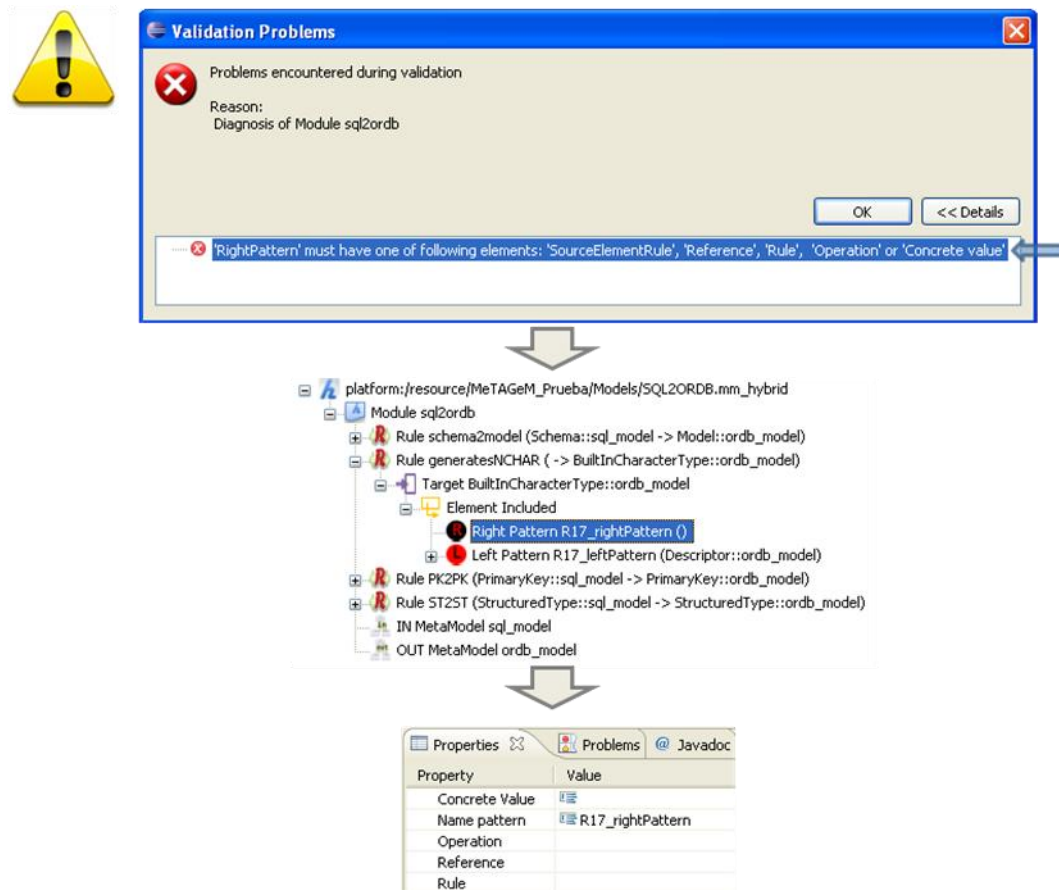 Validation Problems
Problems encountered during validation
Reason:
Diagnosis of Module sql2ordb
OK
<< Details
'RightPattern' must have one of following elements: 'SourceElementRule', 'Reference', 'Rule', 'Operation' or 'Concrete value'
platform:/resource/MeTAGeM_Prueba/Models/SQL2ORDB.mm_hybrid
Module sql2ordb
Rule schema2model (Schema::sql_model -> Model::ordb_model)
Rule generatesNCHAR ( -> BuiltInCharacterType::ordb_model)
Target BuiltInCharacterType::ordb_model
Element Included
Right Pattern R17_rightPattern ()
Left Pattern R17_leftPattern (Descriptor::ordb_model)
Rule PK2PK (PrimaryKey::sql_model -> PrimaryKey::ordb_model)
Rule ST2ST (StructuredType::sql_model -> StructuredType::ordb_model)
IN MetaModel sql_model
OUT MetaModel ordb_model
Properties Problems @ Javadoc
Property Value
Concrete Value
Name pattern R17_rightPattern
Operation
Reference
Rule